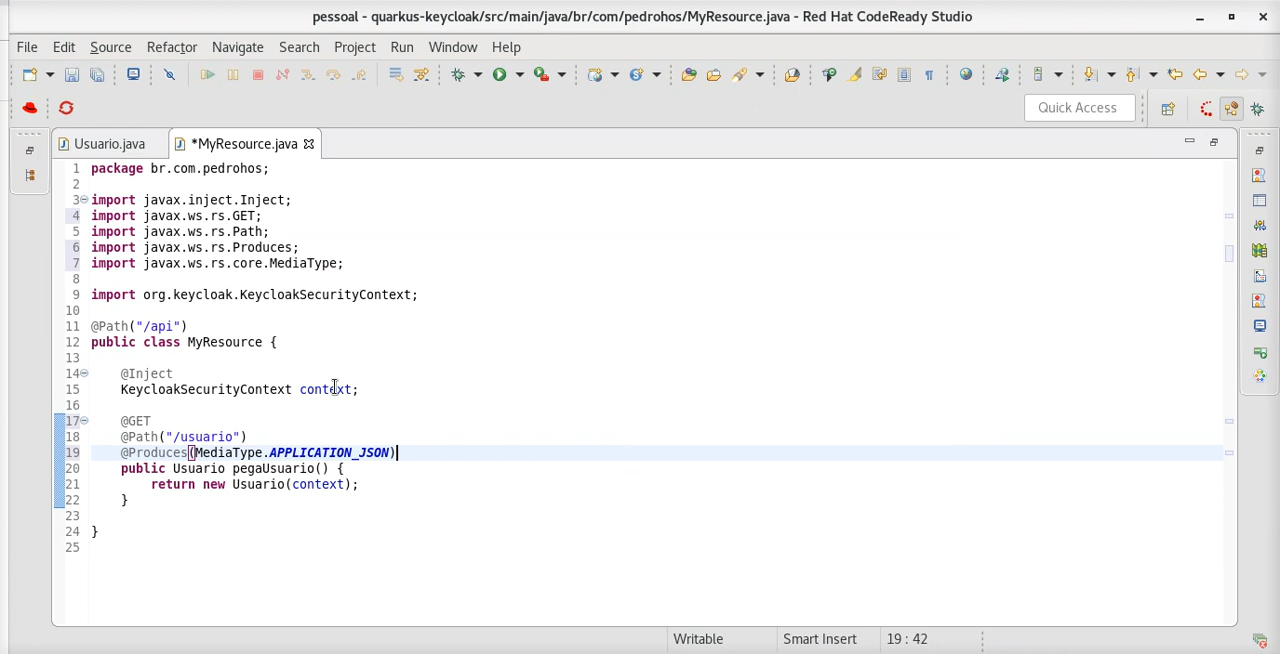 pessoal - quarkus-keycloak/src/main/java/br/com/pedrohos/MyResource.java - Red Hat CodeReady Studio
File Edit Source Refactor Navigate Search Project Run Window Help
Quick Access
Usuario.java *MyResource.java
1 package br.com.pedrohos;
2
3 import javax.inject.Inject;
4 import javax.ws.rs.GET;
5 import javax.ws.rs.Path;
6 import javax.ws.rs.Produces;
7 import javax.ws.rs.core.MediaType;
8
9 import org.keycloak.KeycloakSecurityContext;
10
11 @Path("/api")
12 public class MyResource {
13
14     @Inject
15     KeycloakSecurityContext context;
16
17     @GET
18     @Path("/usuario")
19     @Produces(MediaType.APPLICATION_JSON)
20     public Usuario pegaUsuario() {
21         return new Usuario(context);
22     }
23
24 }
25
Writable Smart Insert 19 : 42